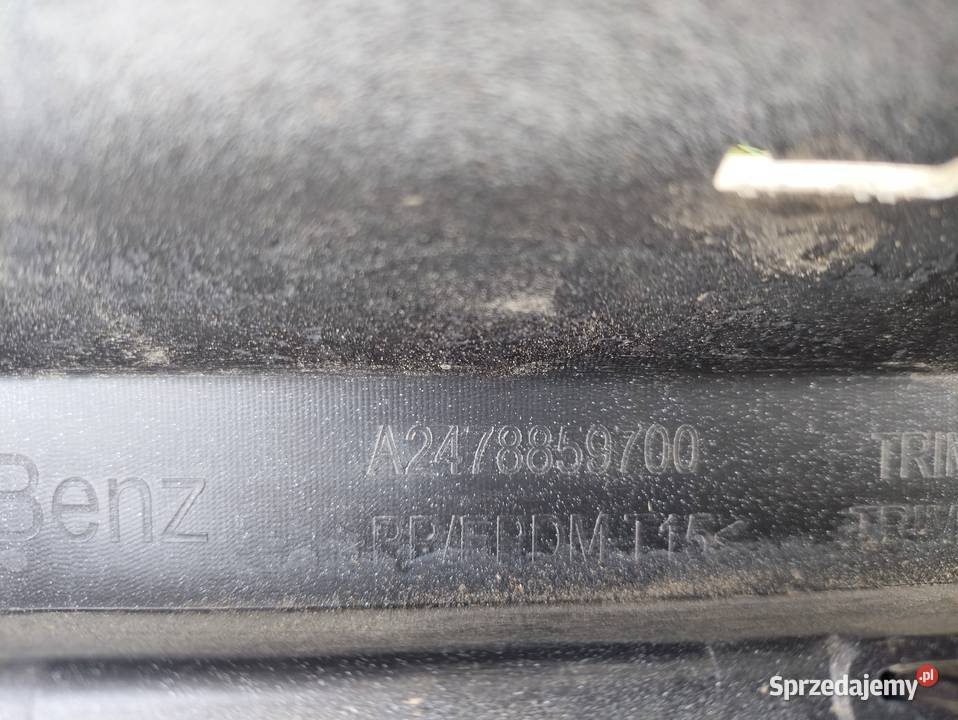 A2478859700
TRIM
Benz
>PP/EPDM T15<
Sprzedajemy.pl